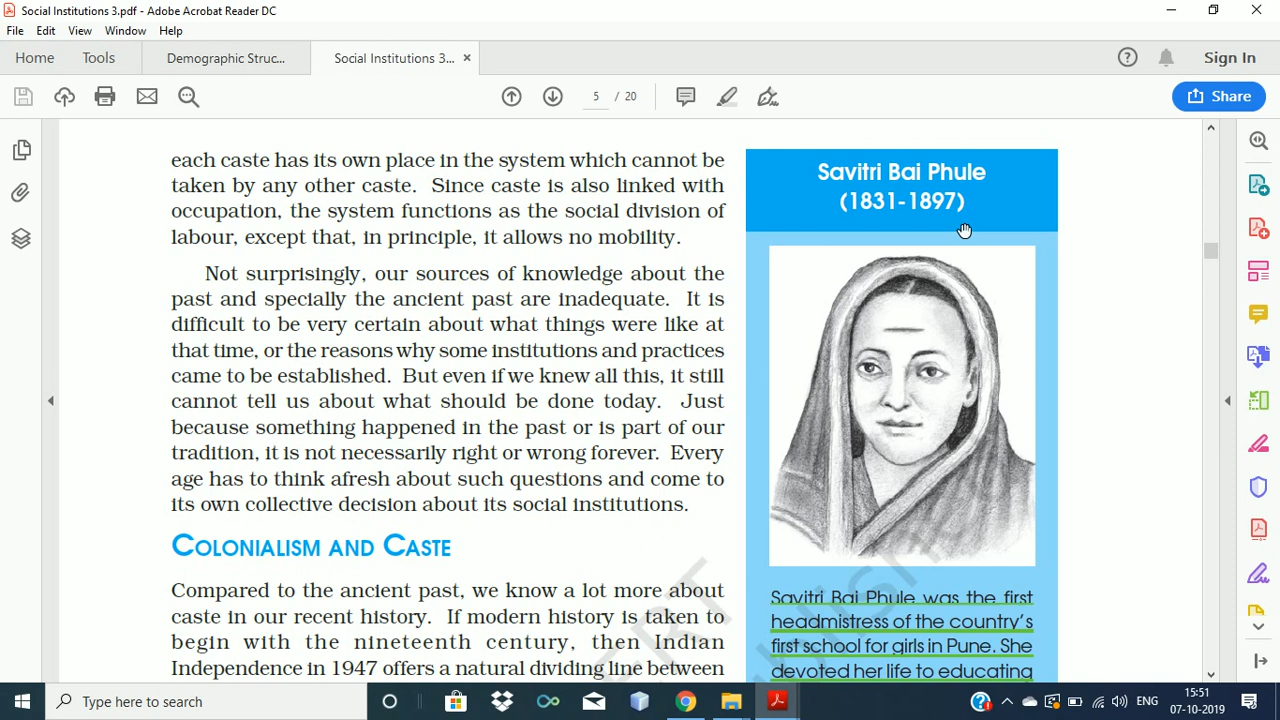 Social Institutions 3.pdf - Adobe Acrobat Reader DC
File Edit View Window Help
Home Tools Demographic Struc... Social Institutions 3... ×
Sign In
5 / 20
Share
each caste has its own place in the system which cannot be
taken by any other caste. Since caste is also linked with
occupation, the system functions as the social division of
labour, except that, in principle, it allows no mobility.
Not surprisingly, our sources of knowledge about the
past and specially the ancient past are inadequate. It is
difficult to be very certain about what things were like at
that time, or the reasons why some institutions and practices
came to be established. But even if we knew all this, it still
cannot tell us about what should be done today. Just
because something happened in the past or is part of our
tradition, it is not necessarily right or wrong forever. Every
age has to think afresh about such questions and come to
its own collective decision about its social institutions.
COLONIALISM AND CASTE
Compared to the ancient past, we know a lot more about
caste in our recent history. If modern history is taken to
begin with the nineteenth century, then Indian
Independence in 1947 offers a natural dividing line between
Savitri Bai Phule
(1831-1897)
Savitri Bai Phule was the first
headmistress of the country's
first school for girls in Pune. She
devoted her life to educating
Type here to search
ENG
15:51
07-10-2019